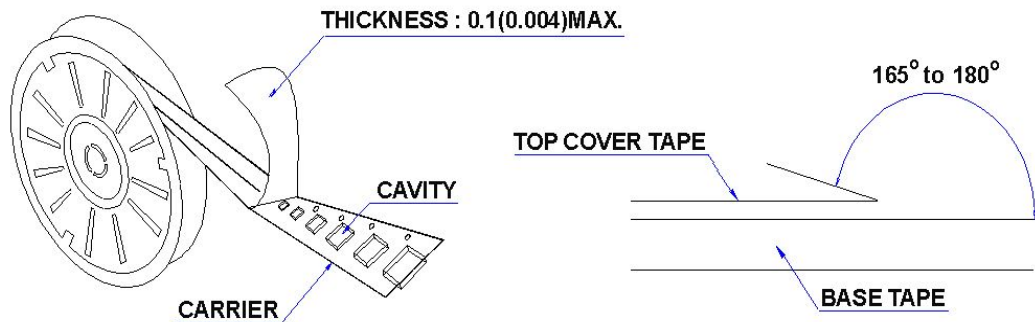 THICKNESS : 0.1(0.004)MAX.
165° to 180°
TOP COVER TAPE
CAVITY
CARRIER
BASE TAPE